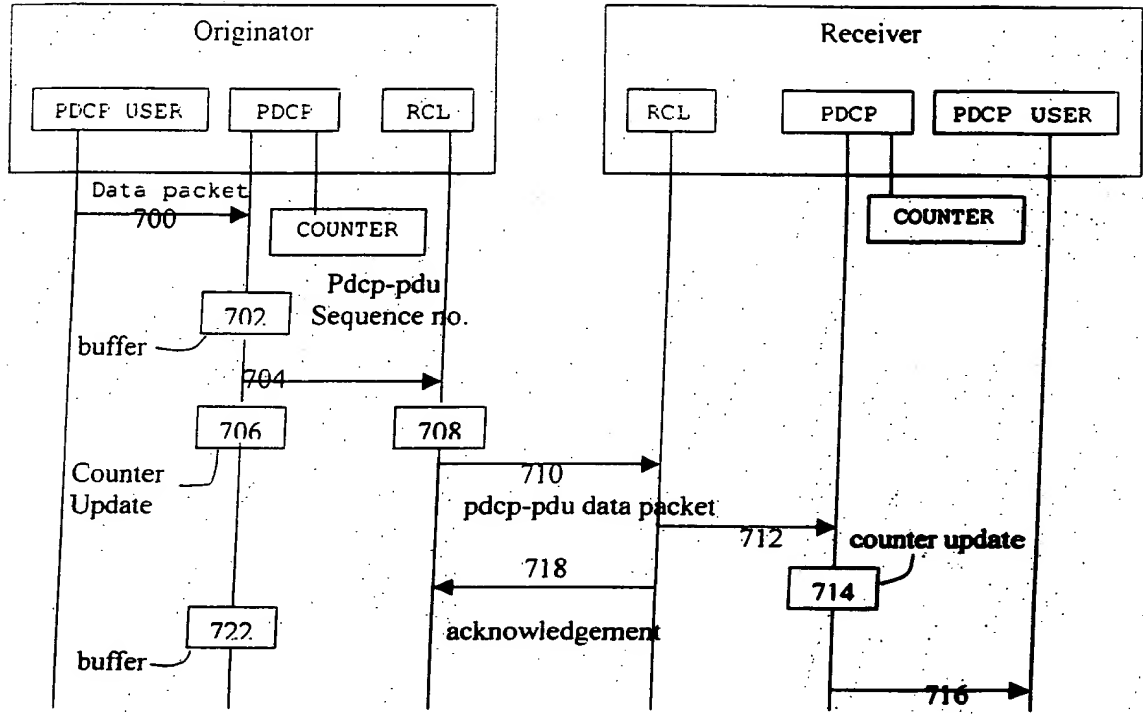 Originator
Receiver
PDCP USER
PDCP
RCL
RCL
PDCP
PDCP USER
Data packet
700
COUNTER
COUNTER
Pdcp-pdu
Sequence no.
702
buffer
704
706
708
Counter
Update
710
pdcp-pdu data packet
712
counter update
718
714
722
acknowledgement
buffer
716